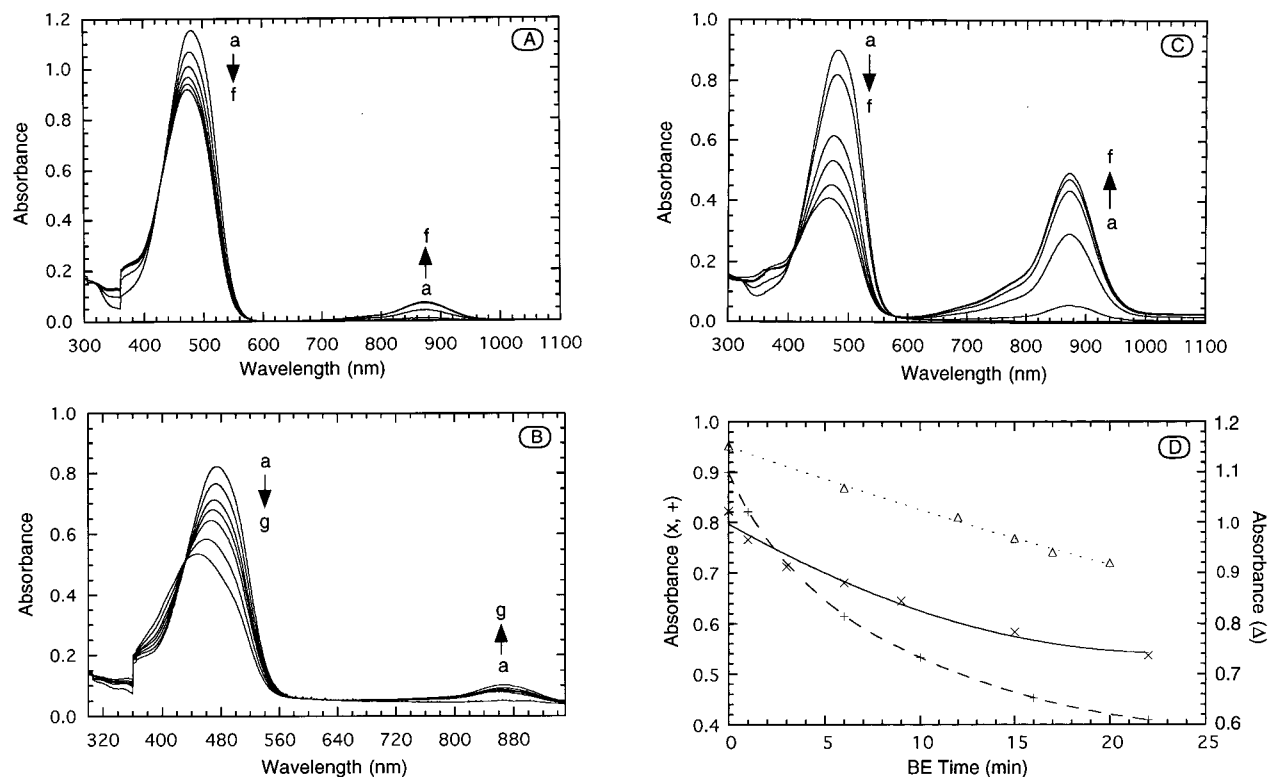 A
a
f
f
a
Absorbance
1.2
1.0
0.8
0.6
0.4
0.2
0.0
300 400 500 600 700 800 900 1000 1100
Wavelength (nm)
B
a
g
g
a
Absorbance
1.0
0.8
0.6
0.4
0.2
0.0
320 400 480 560 640 720 800 880
Wavelength (nm)
C
a
f
f
a
Absorbance
1.0
0.8
0.6
0.4
0.2
0.0
300 400 500 600 700 800 900 1000 1100
Wavelength (nm)
D
Absorbance (x, +)
1.0
0.9
0.8
0.7
0.6
0.5
0.4
0 5 10 15 20 25
BE Time (min)
1.2
1.1
1.0
0.9
0.8
0.7
0.6
Absorbance (Δ)